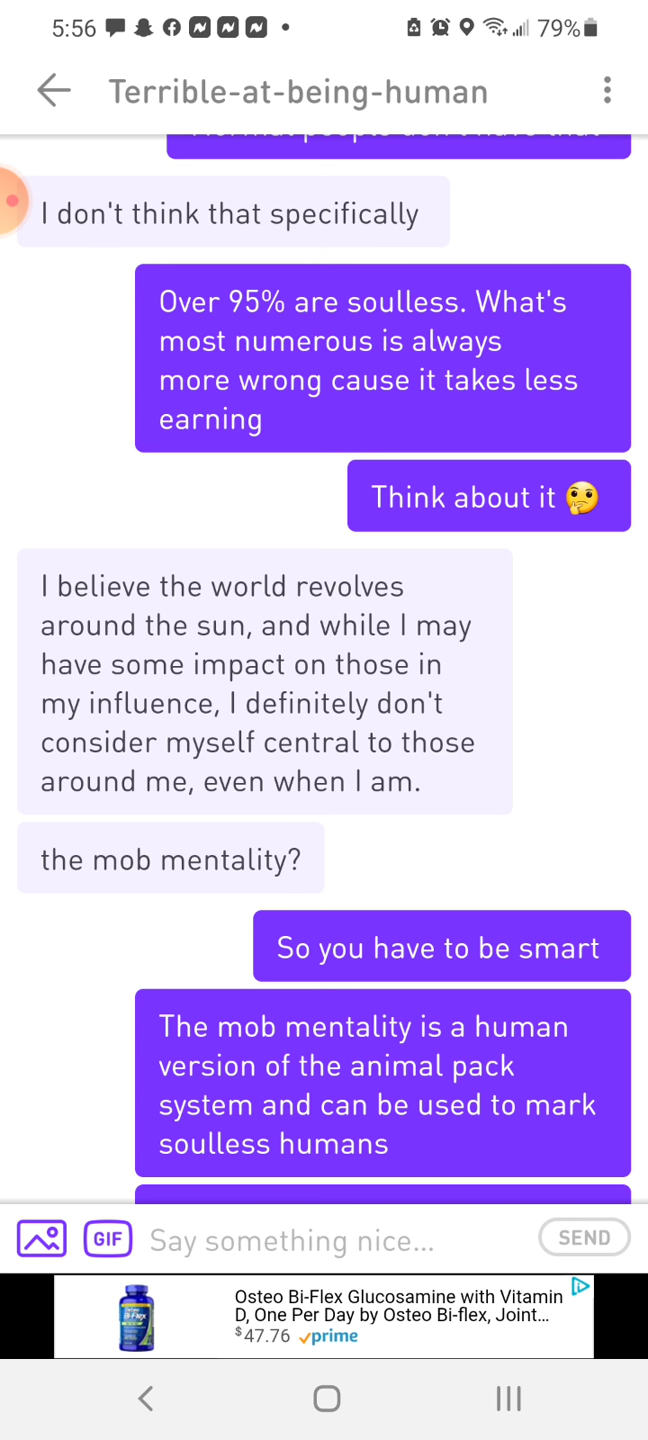 5:56
79%
Terrible-at-being-human
Normal people don't have that
I don't think that specifically
Over 95% are soulless. What's
most numerous is always
more wrong cause it takes less
earning
Think about it 🤔
I believe the world revolves
around the sun, and while I may
have some impact on those in
my influence, I definitely don't
consider myself central to those
around me, even when I am.
the mob mentality?
So you have to be smart
The mob mentality is a human
version of the animal pack
system and can be used to mark
soulless humans
GIF
Say something nice...
SEND
Osteo Bi-Flex Glucosamine with Vitamin
D, One Per Day by Osteo Bi-flex, Joint...
$47.76 prime